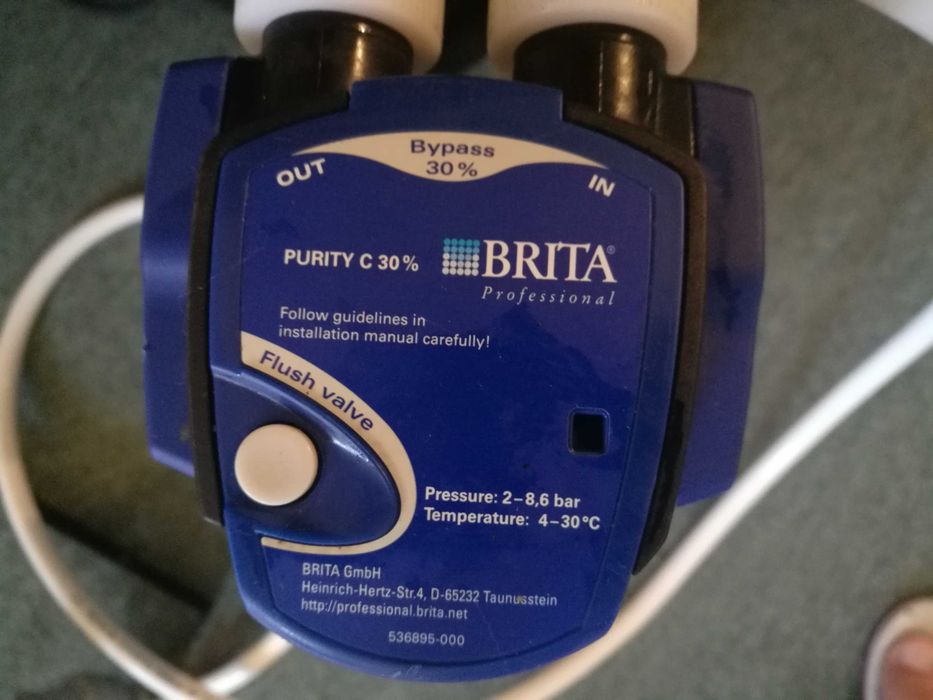 Bypass
30%
OUT
IN
PURITY C 30%
BRITA®
Professional
Follow guidelines in
installation manual carefully!
Flush valve
Pressure: 2–8,6 bar
Temperature: 4–30°C
BRITA GmbH
Heinrich-Hertz-Str.4, D-65232 Taunusstein
http://professional.brita.net
536895-000